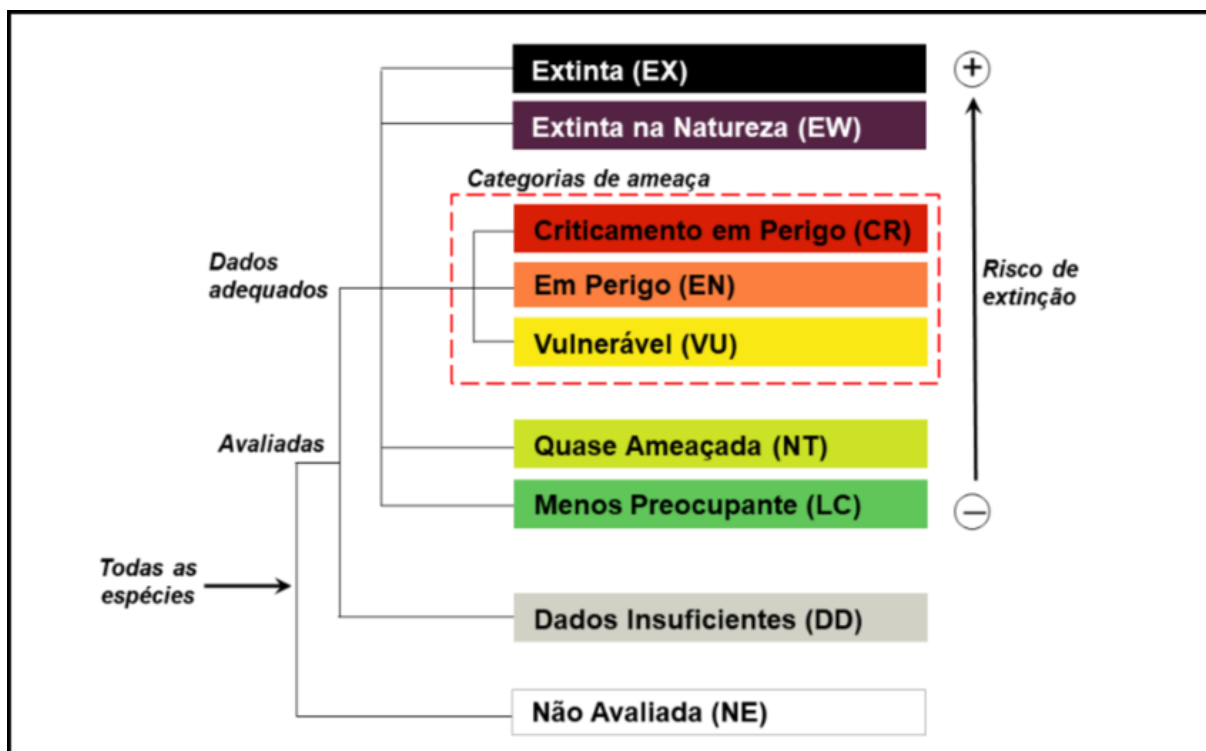 Extinta (EX)
Extinta na Natureza (EW)
Categorias de ameaça
Criticamento em Perigo (CR)
Dados
adequados
Em Perigo (EN)
Risco de
extinção
Vulnerável (VU)
Avaliadas
Quase Ameaçada (NT)
Menos Preocupante (LC)
Todas as
espécies
Dados Insuficientes (DD)
Não Avaliada (NE)